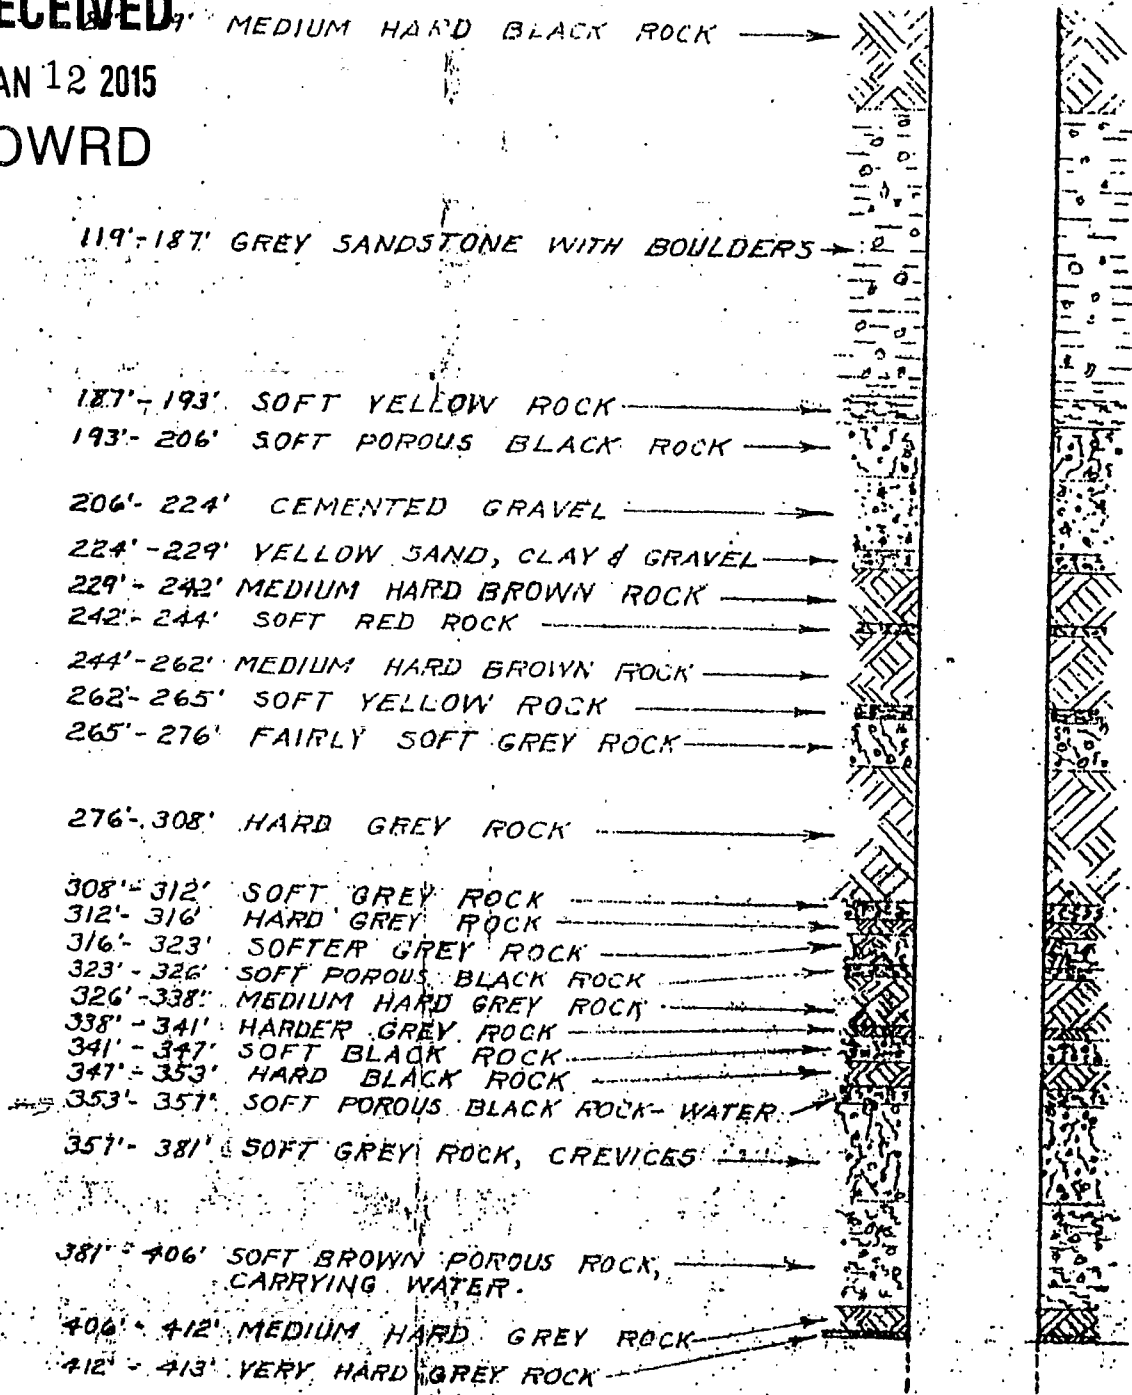 ECEIVED
9' MEDIUM HARD BLACK ROCK
AN 12 2015
OWRD
119'-187' GREY SANDSTONE WITH BOULDERS
187'-193' SOFT YELLOW ROCK
193'-206' SOFT POROUS BLACK ROCK
206'-224' CEMENTED GRAVEL
224'-229' YELLOW SAND, CLAY & GRAVEL
229'-242' MEDIUM HARD BROWN ROCK
242'-244' SOFT RED ROCK
244'-262' MEDIUM HARD BROWN ROCK
262'-265' SOFT YELLOW ROCK
265'-276' FAIRLY SOFT GREY ROCK
276'-308' HARD GREY ROCK
308'-312' SOFT GREY ROCK
312'-316' HARD GREY ROCK
316'-323' SOFTER GREY ROCK
323'-326' SOFT POROUS BLACK ROCK
326'-338' MEDIUM HARD GREY ROCK
338'-341' HARDER GREY ROCK
341'-347' SOFT BLACK ROCK
347'-353' HARD BLACK ROCK
353'-357' SOFT POROUS BLACK ROCK-WATER
357'-381' SOFT GREY ROCK, CREVICES
381'-406' SOFT BROWN POROUS ROCK,
CARRYING WATER.
406'-412' MEDIUM HARD GREY ROCK
412'-413' VERY HARD GREY ROCK